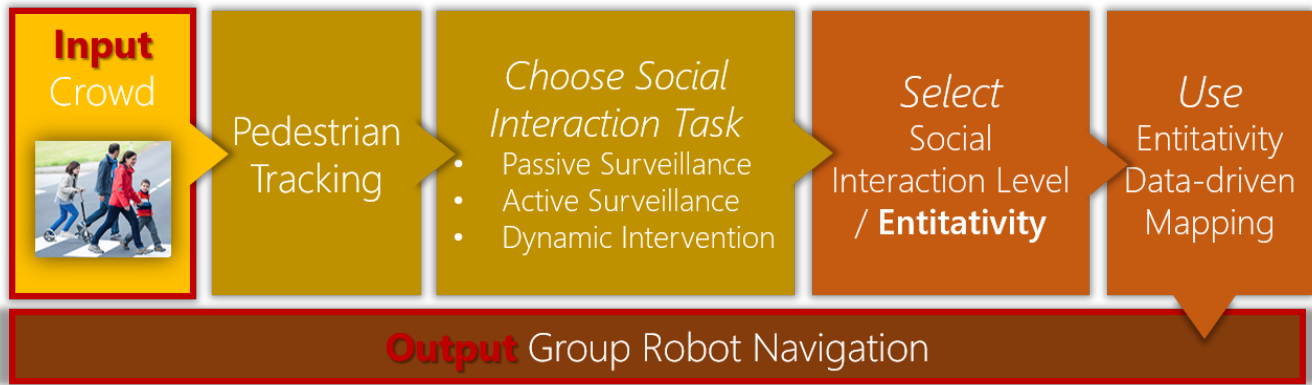 Input
Crowd
Pedestrian
Tracking
Choose Social
Interaction Task
• Passive Surveillance
• Active Surveillance
• Dynamic Intervention
Select
Social
Interaction Level
/ Entitativity
Use
Entitativity
Data-driven
Mapping
Output Group Robot Navigation